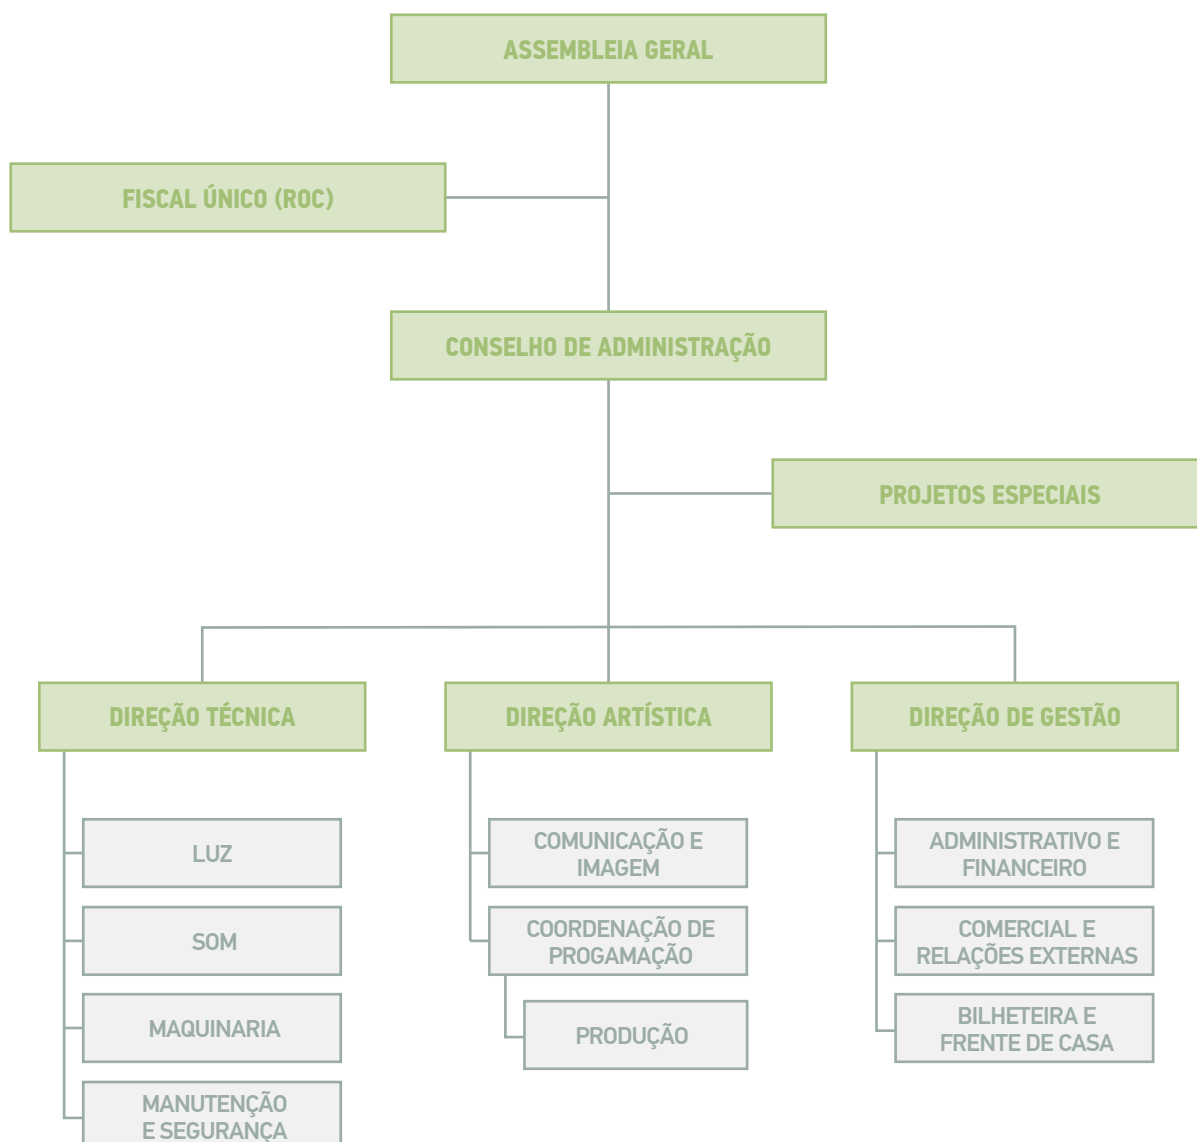 ASSEMBLEIA GERAL
FISCAL ÚNICO (ROC)
CONSELHO DE ADMINISTRAÇÃO
PROJETOS ESPECIAIS
DIREÇÃO TÉCNICA
LUZ
SOM
MAQUINARIA
MANUTENÇÃO
E SEGURANÇA
DIREÇÃO ARTÍSTICA
COMUNICAÇÃO E
IMAGEM
COORDENAÇÃO DE
PROGAMAÇÃO
PRODUÇÃO
DIREÇÃO DE GESTÃO
ADMINISTRATIVO E
FINANCEIRO
COMERCIAL E
RELAÇÕES EXTERNAS
BILHETEIRA E
FRENTE DE CASA